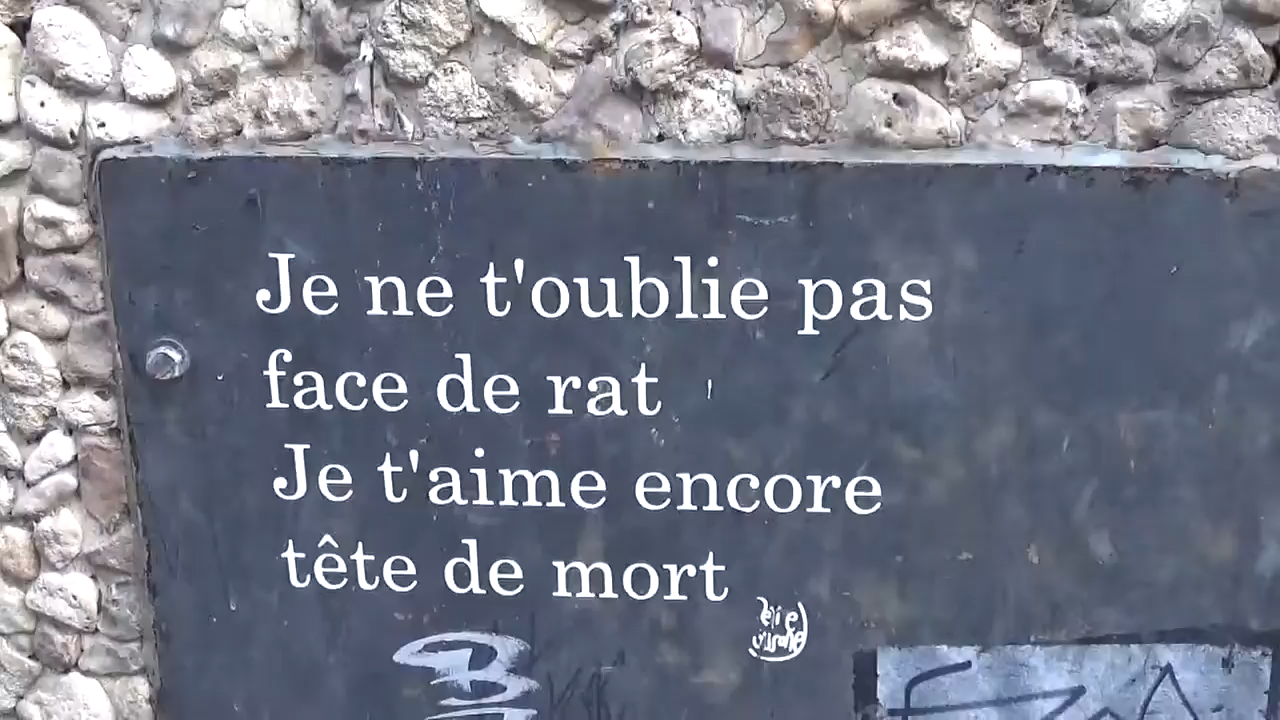 Je ne t'oublie pas
face de rat
Je t'aime encore
tête de mort